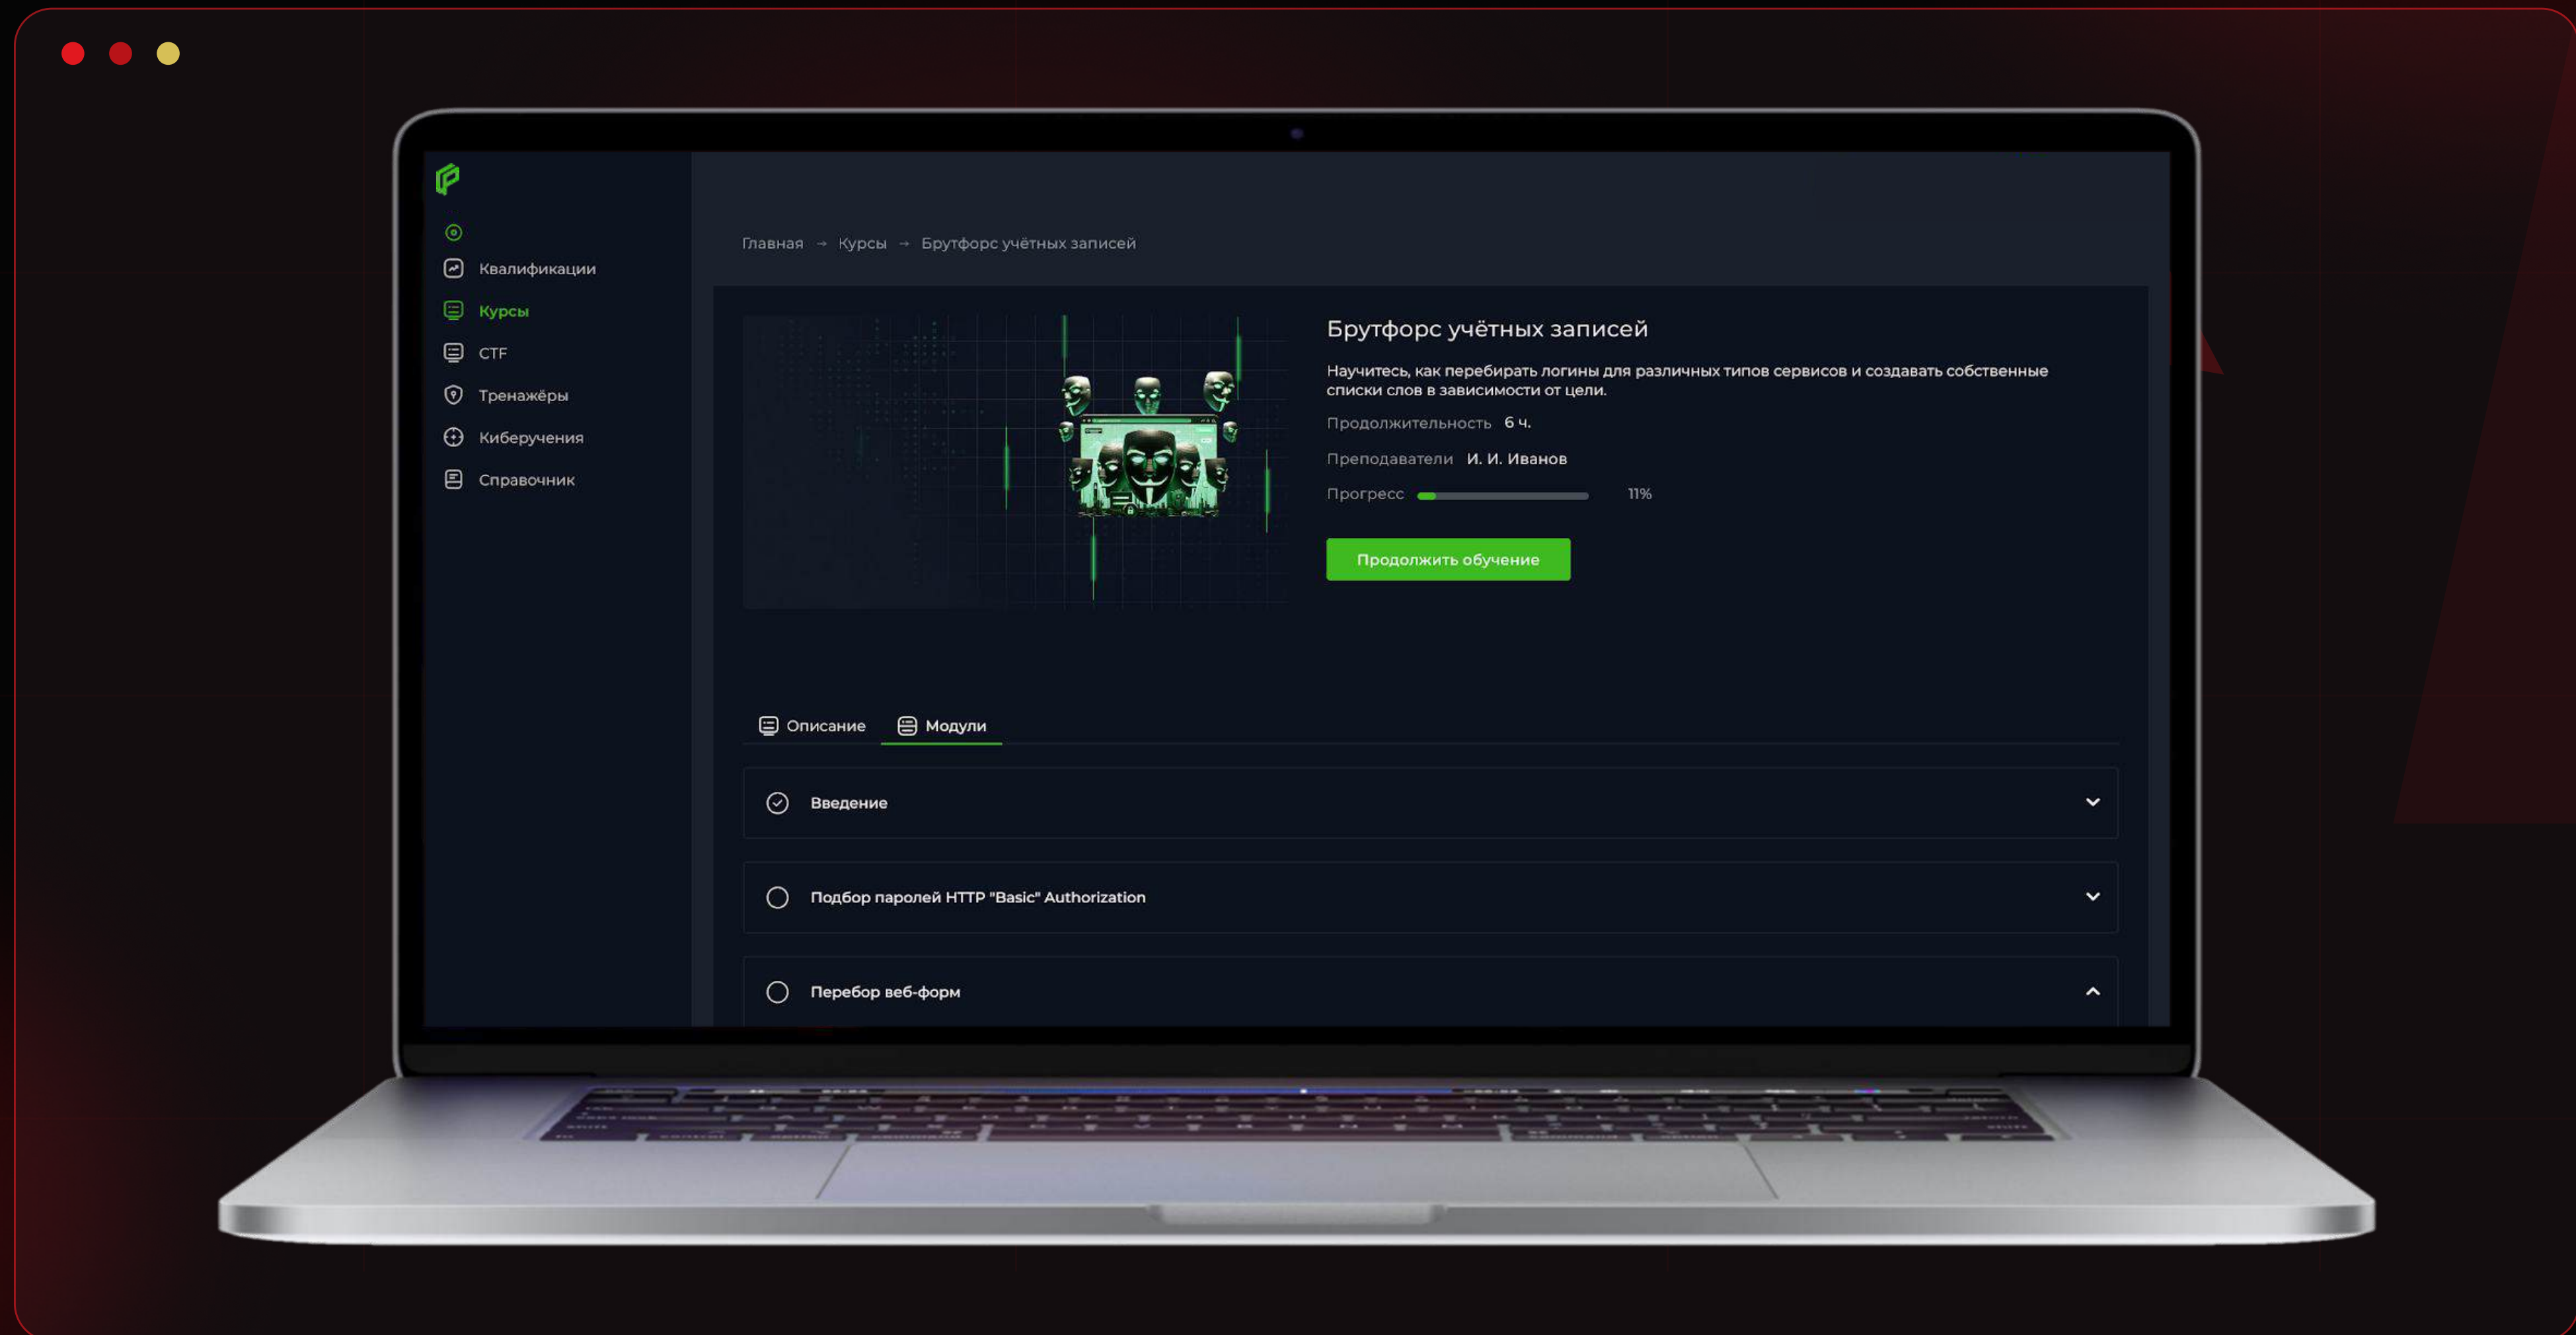 Квалификации
Курсы
CTF
Тренажёры
Киберучения
Справочник
Главная → Курсы → Брутфорс учётных записей
Брутфорс учётных записей
Научитесь, как перебирать логины для различных типов сервисов и создавать собственные
списки слов в зависимости от цели.
Продолжительность 6 ч.
Преподаватели И. И. Иванов
Прогресс 11%
Продолжить обучение
Описание Модули
Введение
Подбор паролей HTTP "Basic" Authorization
Перебор веб-форм